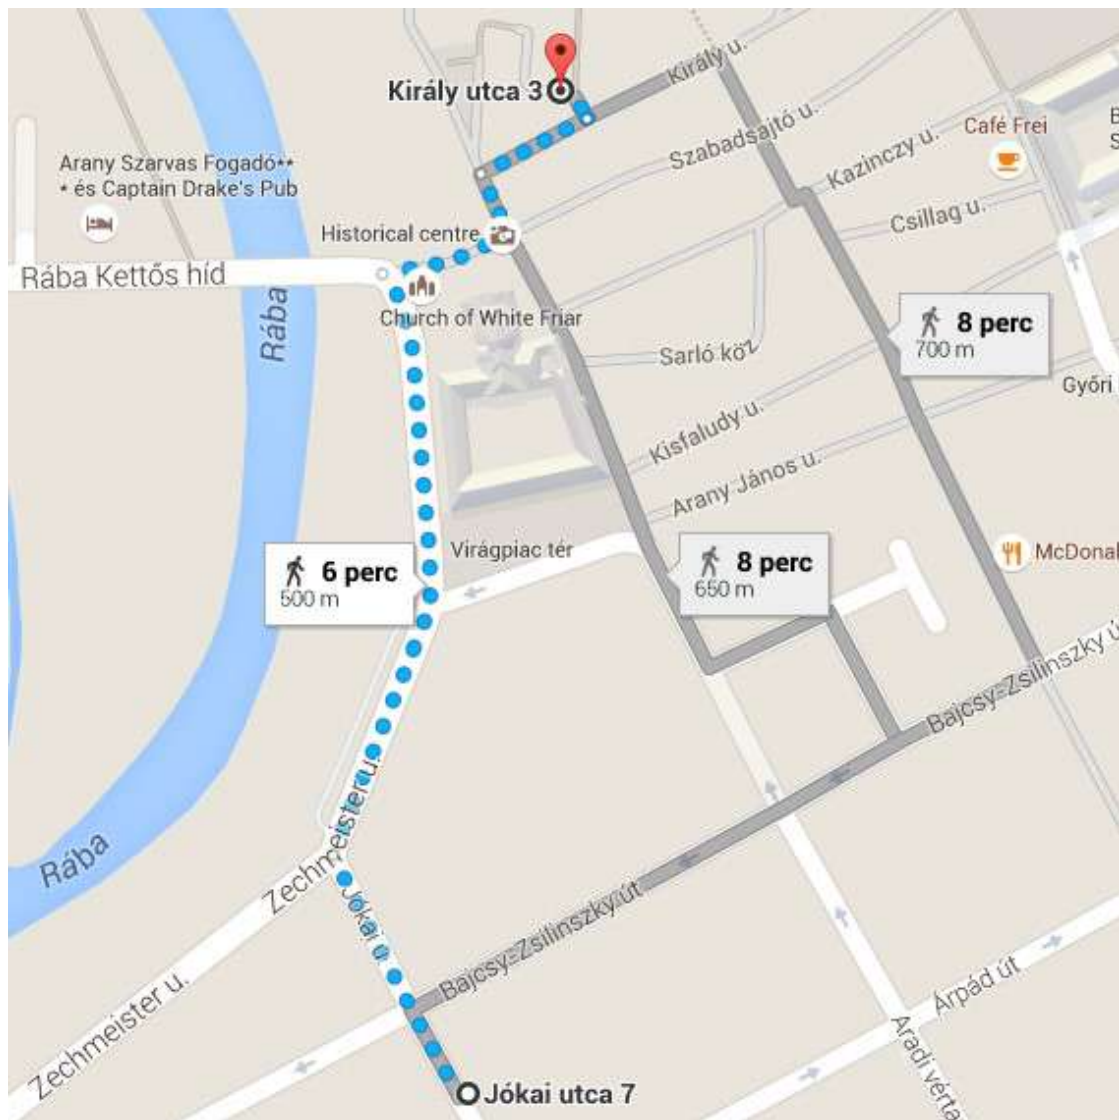 Király u.
Király utca 3
Szabadsajtó u.
Café Frei
B
S
Arany Szarvas Fogadó**
* és Captain Drake's Pub
Kazinczy u.
Csillag u.
Historical centre
Rába Kettős híd
Rába
Church of White Friar
8 perc
700 m
Sarló köz
Győri
Kisfaludy u.
Arany János u.
Virágpiac tér
McDonal
6 perc
500 m
8 perc
650 m
Bajcsy-Zsilinszky ú
Zechmeister u.
Rába
Jókai u.
Bajcsy-Zsilinszky út
Zechmeister u.
Árpád út
Aradi vérta
Jókai utca 7